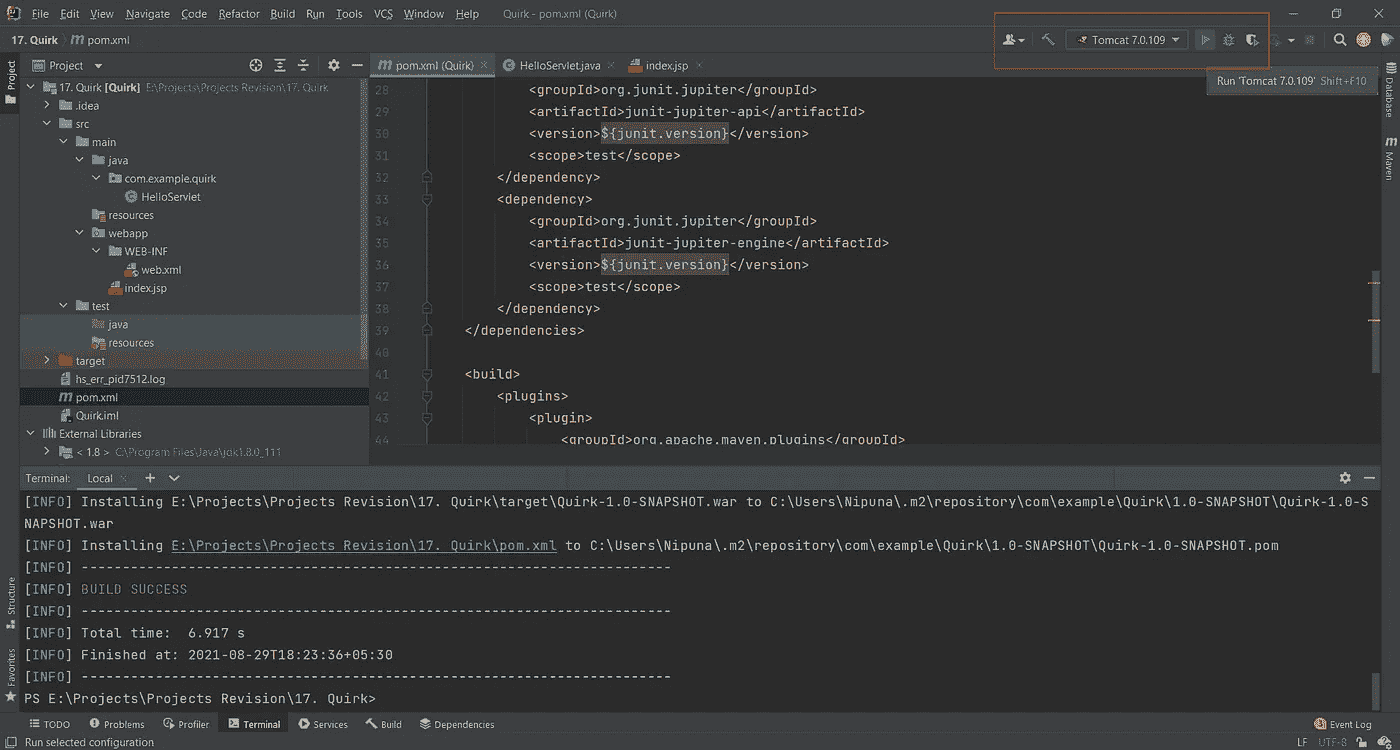 File Edit View Navigate Code Refactor Build Run Tools VCS Window Help Quirk - pom.xml (Quirk)
17. Quirk pom.xml
Tomcat 7.0.109
Project
pom.xml (Quirk) HelloServlet.java index.jsp
Run 'Tomcat 7.0.109' Shift+F10
Project
Database
Maven
17. Quirk [Quirk] E:\Projects\Projects Revision\17. Quirk
.idea
src
main
java
com.example.quirk
HelloServlet
resources
webapp
WEB-INF
web.xml
index.jsp
test
java
resources
target
hs_err_pid7512.log
pom.xml
Quirk.iml
External Libraries
< 1.8 > C:\Program Files\Java\jdk1.8.0_111
28 <groupId>org.junit.jupiter</groupId>
29 <artifactId>junit-jupiter-api</artifactId>
30 <version>${junit.version}</version>
31 <scope>test</scope>
32 </dependency>
33 <dependency>
34 <groupId>org.junit.jupiter</groupId>
35 <artifactId>junit-jupiter-engine</artifactId>
36 <version>${junit.version}</version>
37 <scope>test</scope>
38 </dependency>
39 </dependencies>
40
41 <build>
42 <plugins>
43 <plugin>
44 <groupId>org.apache.maven.plugins</groupId>
Terminal: Local
[INFO] Installing E:\Projects\Projects Revision\17. Quirk\target\Quirk-1.0-SNAPSHOT.war to C:\Users\Nipuna\.m2\repository\com\example\Quirk\1.0-SNAPSHOT\Quirk-1.0-S
NAPSHOT.war
[INFO] Installing E:\Projects\Projects Revision\17. Quirk\pom.xml to C:\Users\Nipuna\.m2\repository\com\example\Quirk\1.0-SNAPSHOT\Quirk-1.0-SNAPSHOT.pom
[INFO] ------------------------------------------------------------------------
[INFO] BUILD SUCCESS
[INFO] ------------------------------------------------------------------------
[INFO] Total time:  6.917 s
[INFO] Finished at: 2021-08-29T18:23:36+05:30
[INFO] ------------------------------------------------------------------------
PS E:\Projects\Projects Revision\17. Quirk>
Structure
Favorites
TODO Problems Profiler Terminal Services Build Dependencies Event Log
Run selected configuration LF UTF-8